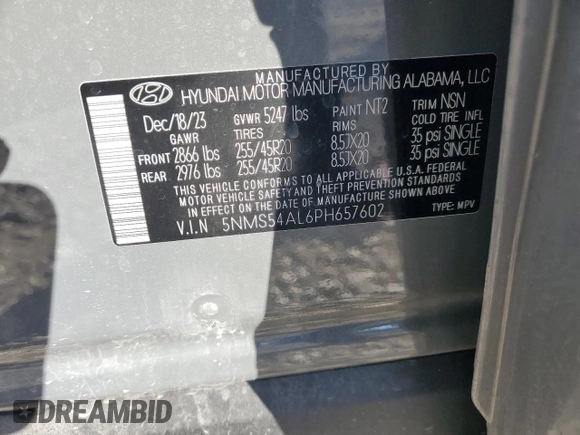 MANUFACTURED BY
HYUNDAI MOTOR MANUFACTURING ALABAMA, LLC
Dec/18/23 GVWR 5247 lbs PAINT NT2 TRIM NSN
GAWR TIRES RIMS COLD TIRE INFL
FRONT 2866 lbs 255/45R20 8.5JX20 35 psi SINGLE
REAR 2976 lbs 255/45R20 8.5JX20 35 psi SINGLE
THIS VEHICLE CONFORMS TO ALL APPLICABLE U.S.A. FEDERAL
MOTOR VEHICLE SAFETY AND THEFT PREVENTION STANDARDS
IN EFFECT ON THE DATE OF MANUFACTURE SHOWN ABOVE.
V.I.N 5NMS54AL6PH657602 TYPE: MPV
DREAMBID